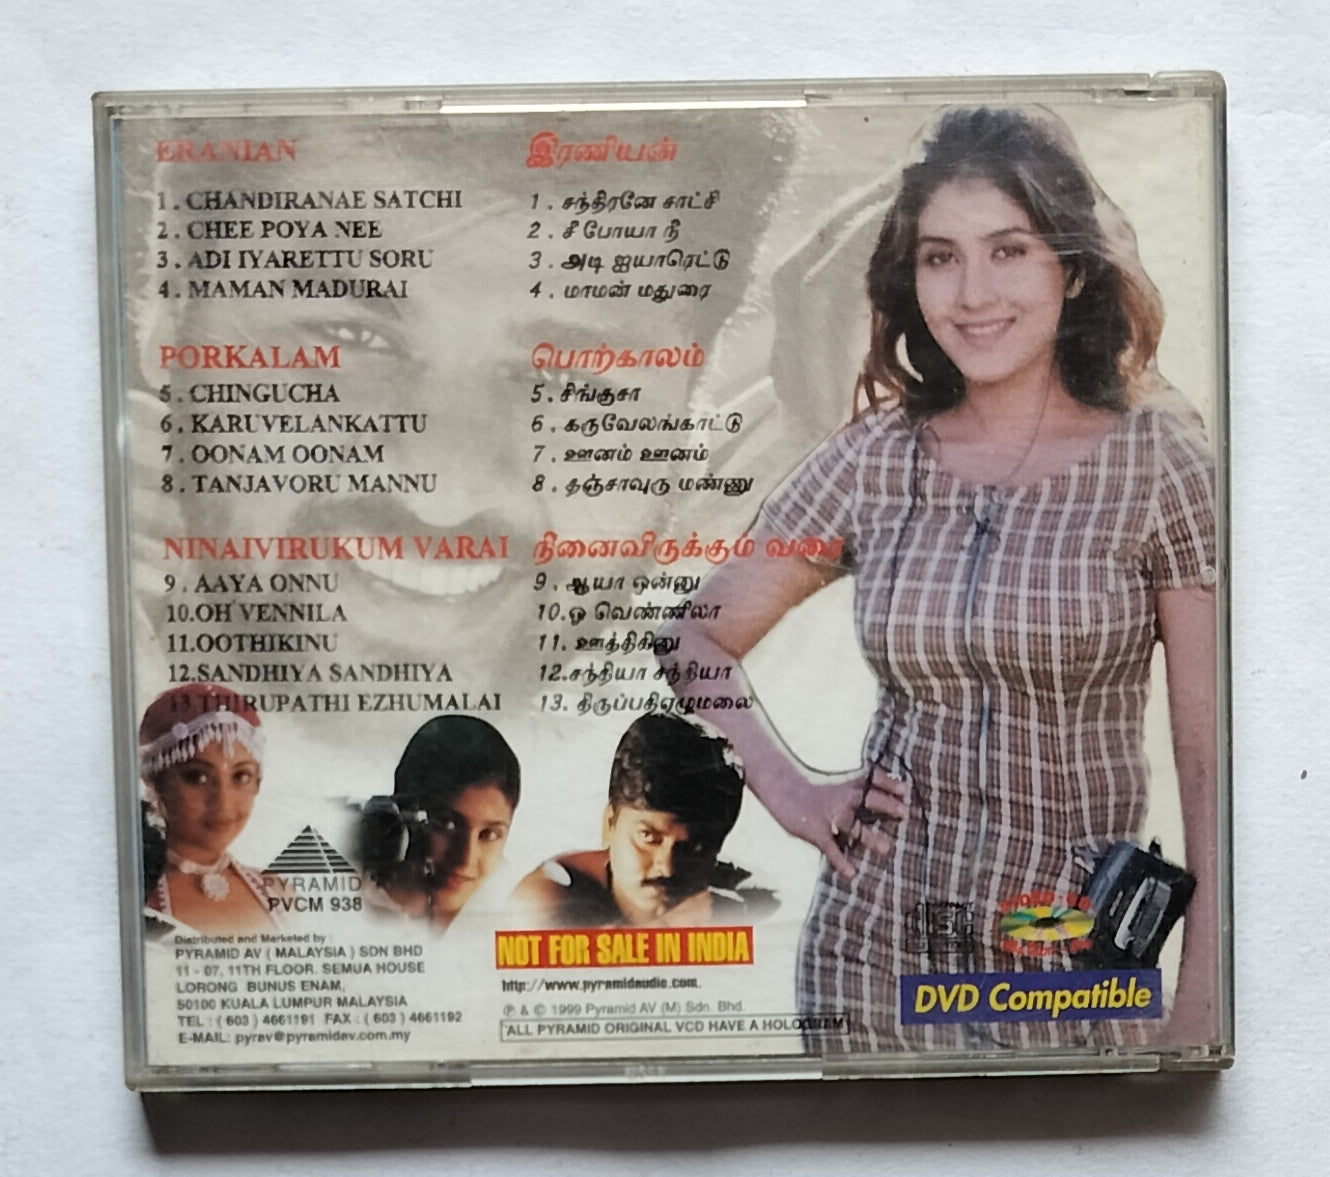 ERANIAN
1. CHANDIRANAE SATCHI
2. CHEE POYA NEE
3. ADI IYARETTU SORU
4. MAMAN MADURAI
PORKALAM
5. CHINGUCHA
6. KARUVELANKATTU
7. OONAM OONAM
8. TANJAVORU MANNU
NINAIVIRUKUM VARAI
9. AAYA ONNU
10.OH VENNILA
11.OOTHIKINU
12.SANDHIYA SANDHIYA
13.THIRUPATHI EZHUMALAI
இரணியன்
1. சந்திரனே சாட்சி
2. சீ போயா நீ
3. அடி ஐயாரெட்டு
4. மாமன் மதுரை
பொற்காலம்
5. சிங்குசா
6. கருவேலங்காட்டு
7. ஊனம் ஊனம்
8. தஞ்சாவுரு மண்ணு
நினைவிருக்கும் வரை
9. ஆயா ஒன்னு
10.ஓ வெண்ணிலா
11. ஊத்திகினு
12.சந்தியா சந்தியா
13. திருப்பதிஏழுமலை
PYRAMID
PVCM 938
Distributed and Marketed by :
PYRAMID AV ( MALAYSIA ) SDN BHD
11 - 07, 11TH FLOOR. SEMUA HOUSE
LORONG BUNUS ENAM,
50100 KUALA LUMPUR MALAYSIA
TEL : ( 603 ) 4661191 FAX : ( 603 ) 4661192
E-MAIL: pyrav@pyramidav.com.my
NOT FOR SALE IN INDIA
http://www.pyramidaudio.com.
℗ & © 1999 Pyramid AV (M) Sdn. Bhd.
ALL PYRAMID ORIGINAL VCD HAVE A HOLOGRAM
disc
DVD Compatible